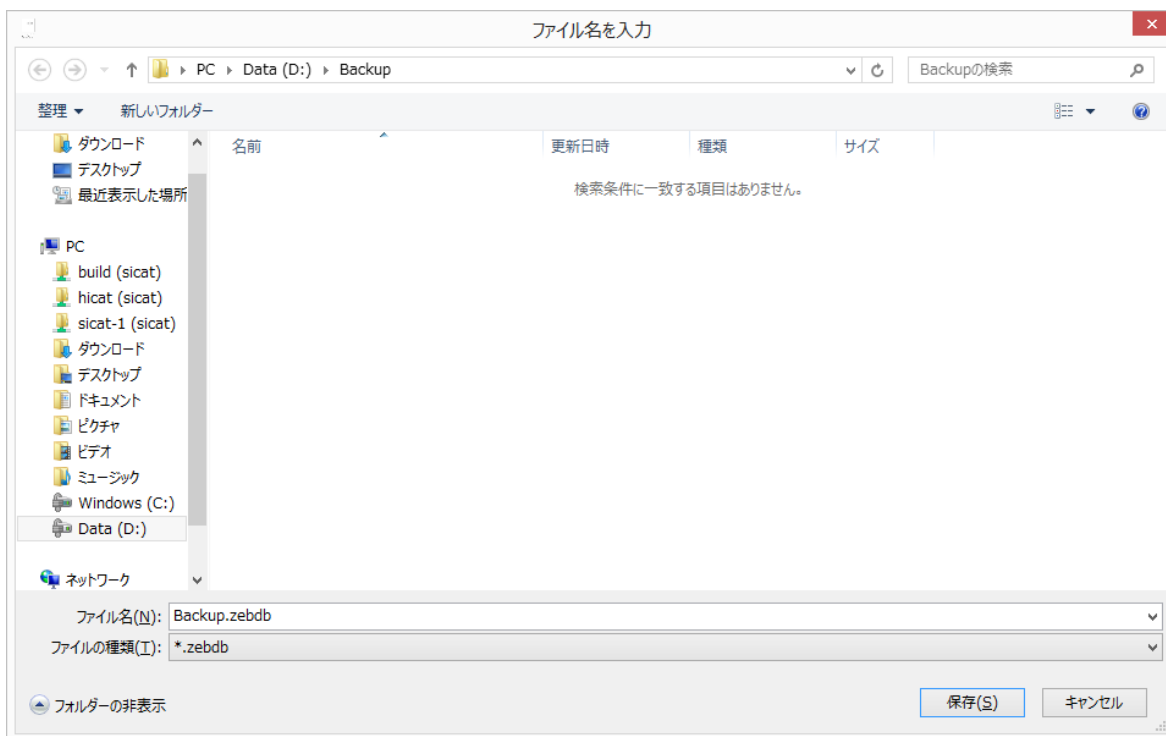 ファイル名を入力
PC Data (D:) Backup
Backupの検索
整理 新しいフォルダー
ダウンロード
デスクトップ
最近表示した場所
PC
build (sicat)
hicat (sicat)
sicat-1 (sicat)
ダウンロード
デスクトップ
ドキュメント
ピクチャ
ビデオ
ミュージック
Windows (C:)
Data (D:)
ネットワーク
名前 更新日時 種類 サイズ
検索条件に一致する項目はありません。
ファイル名(N): Backup.zebdb
ファイルの種類(T): *.zebdb
フォルダーの非表示
保存(S) キャンセル